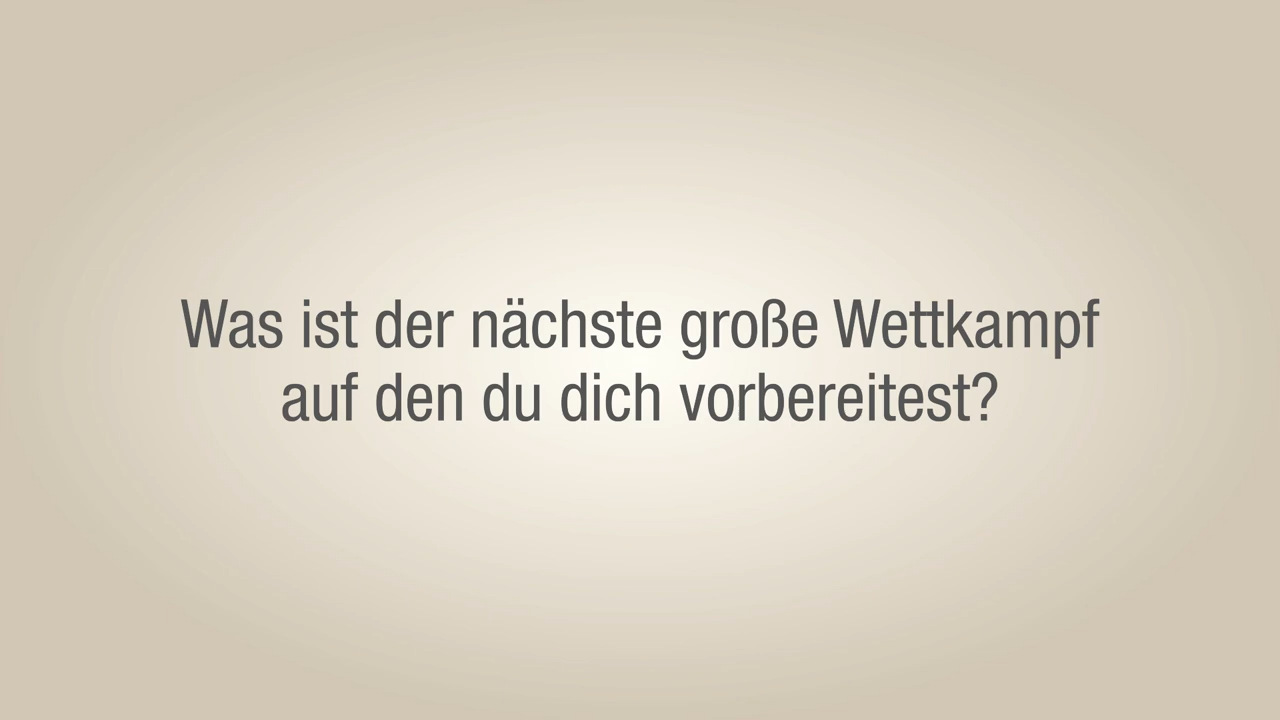 Was ist der nächste große Wettkampf
auf den du dich vorbereitest?